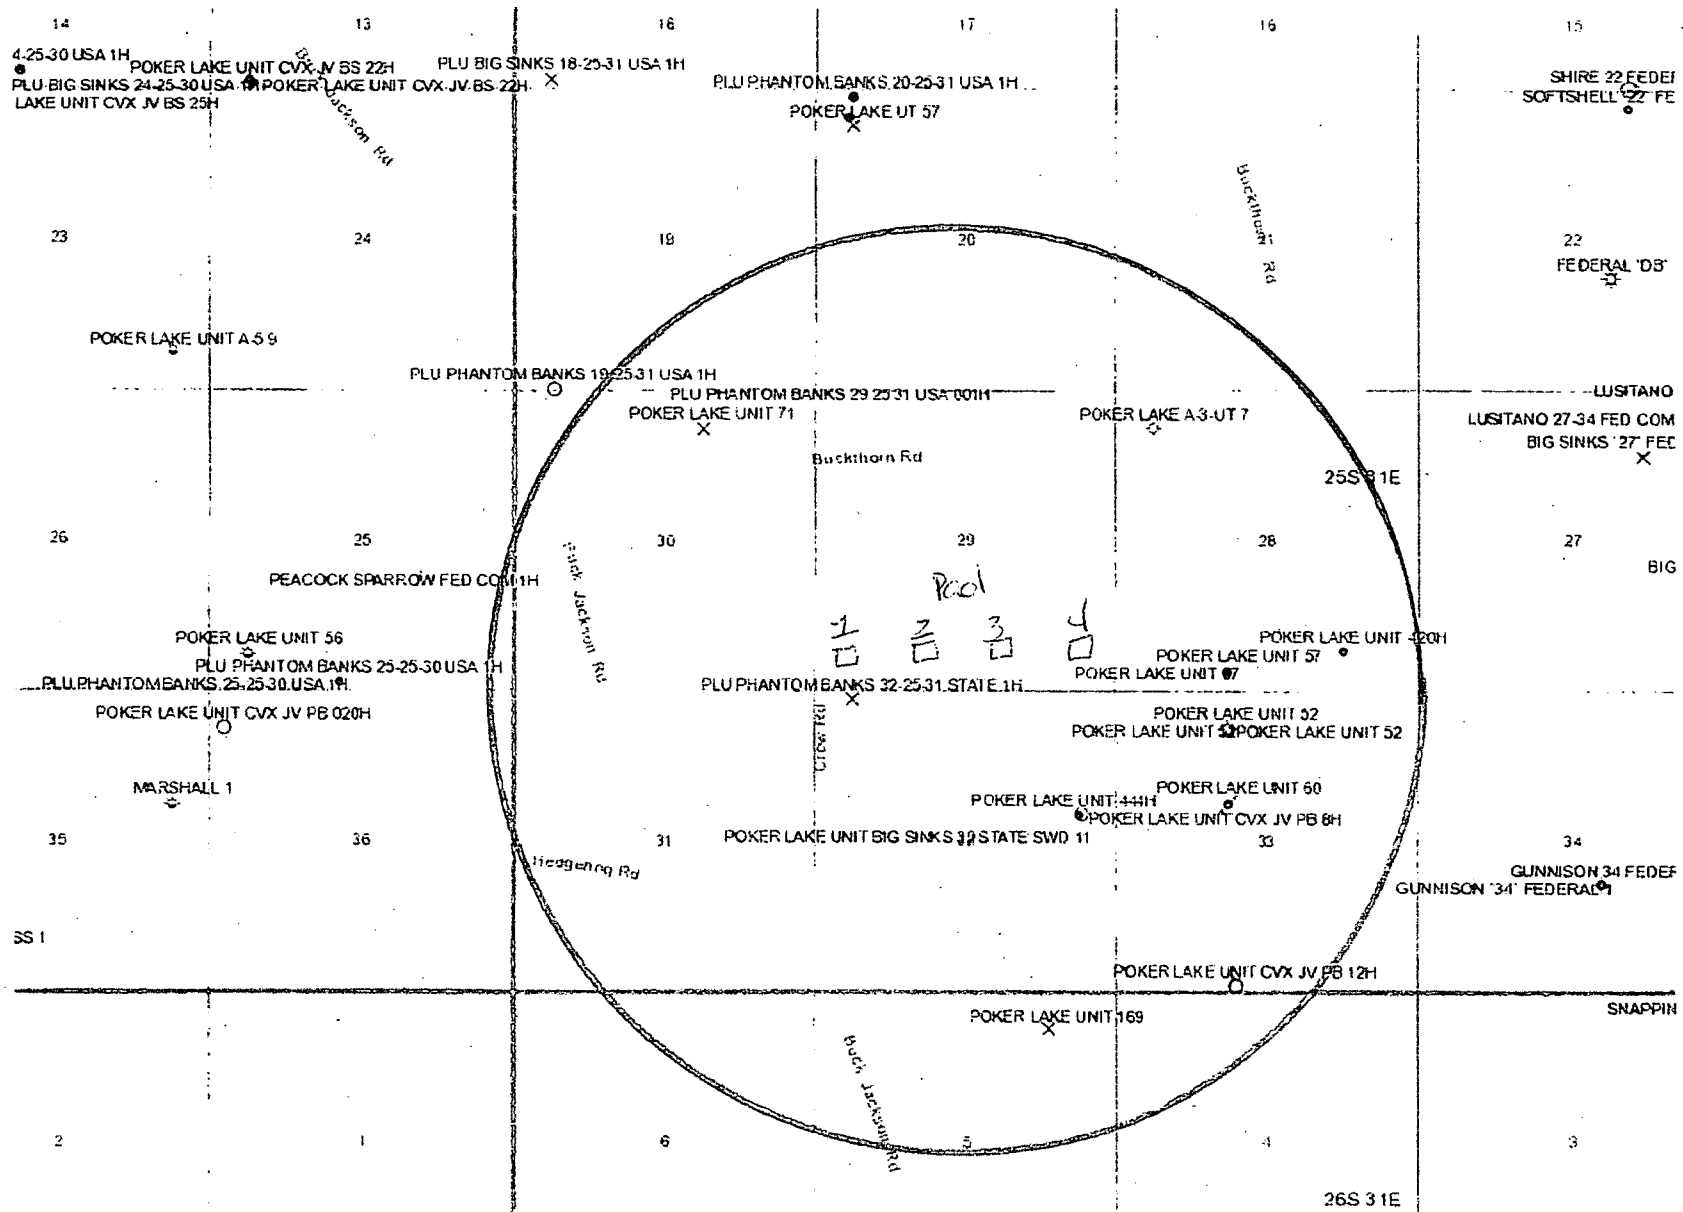 14 13 18 17 16 15
4-25-30 USA 1H
POKER LAKE UNIT CVX JV BS 22H
PLU BIG SINKS 18-25-31 USA 1H
PLU BIG SINKS 24-25-30 USA 1H POKER LAKE UNIT CVX JV BS 22H
LAKE UNIT CVX JV BS 25H
Buck Jackson Rd
PLU PHANTOM BANKS 20-25-31 USA 1H
POKER LAKE UT 57
SHIRE 22 FEDER
SOFTSHELL '22' FE
Buckthorn Rd
23 24 19 20 21 22
FEDERAL 'DB'
POKER LAKE UNIT A-5 9
PLU PHANTOM BANKS 19-25-31 USA 1H
PLU PHANTOM BANKS 29 25 31 USA 001H
LUSITANO
POKER LAKE UNIT 71
POKER LAKE A-3-UT 7
LUSITANO 27-34 FED COM
BIG SINKS '27' FED
Buckthorn Rd
25S 31E
26 25 30 29 28 27
BIG
PEACOCK SPARROW FED COM 1H
Buck Jackson Rd
1 2 3 4
POKER LAKE UNIT 56
POKER LAKE UNIT 420H
POKER LAKE UNIT 57
PLU PHANTOM BANKS 25-25-30 USA 1H
POKER LAKE UNIT 57
PLU PHANTOM BANKS 25-25-30 USA 1H
PLU PHANTOM BANKS 32-25-31 STATE 1H
POKER LAKE UNIT CVX JV PB 020H
POKER LAKE UNIT 52
POKER LAKE UNIT 52 POKER LAKE UNIT 52
MARSHALL 1
POKER LAKE UNIT 60
POKER LAKE UNIT 444H
POKER LAKE UNIT CVX JV PB 8H
35 36 31 33 34
POKER LAKE UNIT BIG SINKS 32 STATE SWD 11
Hedgehog Rd
GUNNISON 34 FEDER
GUNNISON '34' FEDERAL 1
SS 1
POKER LAKE UNIT CVX JV PB 12H
POKER LAKE UNIT 169
SNAPPIN
Buck Jackson Rd
2 1 6 5 4 3
26S 31E